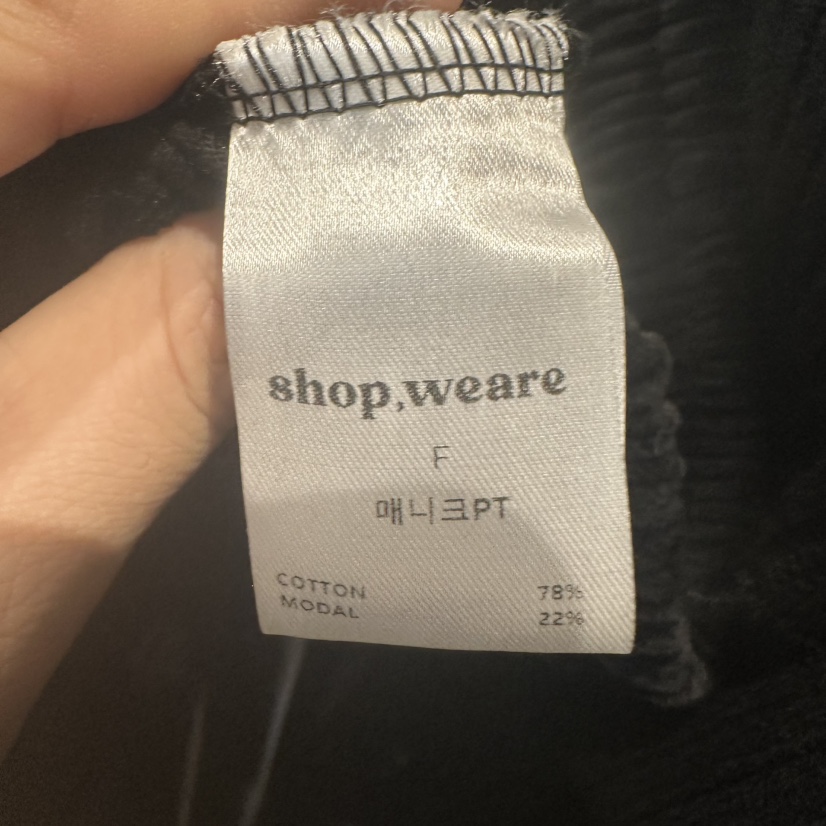 shop,weare
F
매니크PT
COTTON 78%
MODAL 22%